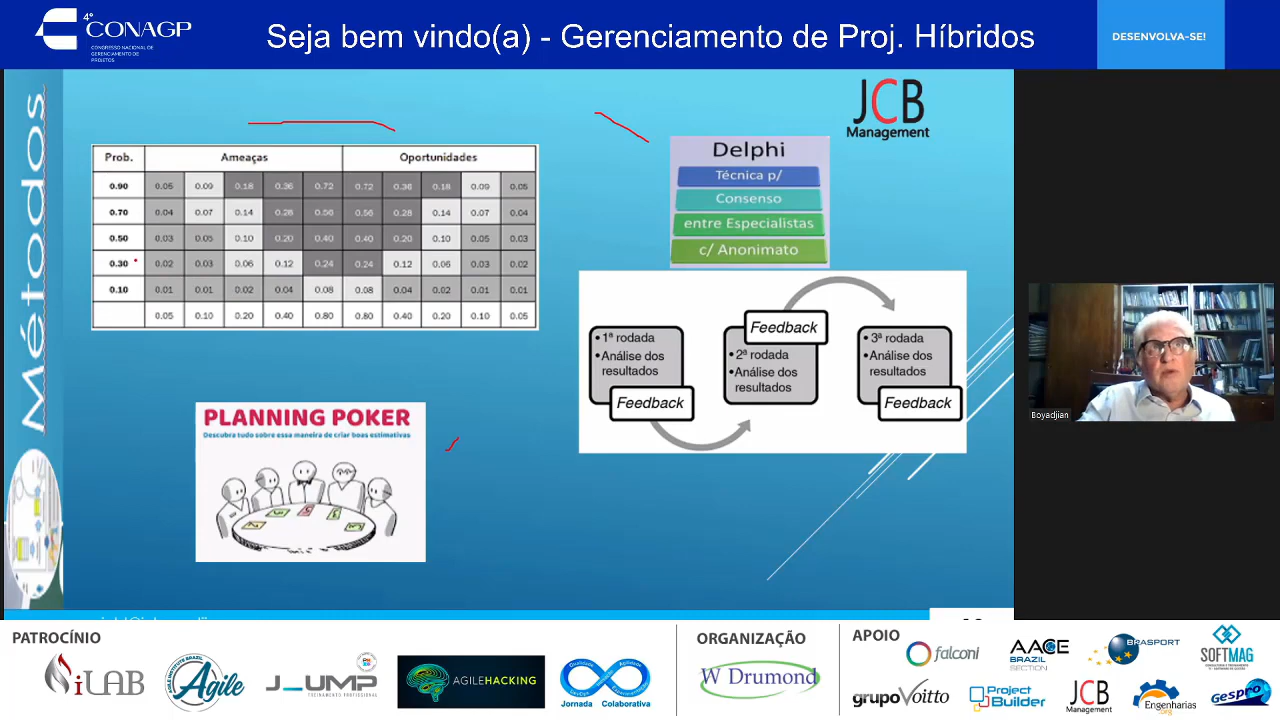 4º CONAGP
CONGRESSO NACIONAL DE
GERENCIAMENTO DE
PROJETOS
Seja bem vindo(a) - Gerenciamento de Proj. Híbridos
DESENVOLVA-SE!
Métodos
JCB
Management
Prob. Ameaças Oportunidades
0.90 0.05 0.09 0.18 0.36 0.72 0.72 0.36 0.18 0.09 0.05
0.70 0.04 0.07 0.14 0.28 0.56 0.56 0.28 0.14 0.07 0.04
0.50 0.03 0.05 0.10 0.20 0.40 0.40 0.20 0.10 0.05 0.03
0.30 0.02 0.03 0.06 0.12 0.24 0.24 0.12 0.06 0.03 0.02
0.10 0.01 0.01 0.02 0.04 0.08 0.08 0.04 0.02 0.01 0.01
0.05 0.10 0.20 0.40 0.80 0.80 0.40 0.20 0.10 0.05
Delphi
Técnica p/
Consenso
entre Especialistas
c/ Anonimato
• 1ª rodada
• Análise dos
resultados
Feedback
Feedback
• 2ª rodada
• Análise dos
resultados
• 3ª rodada
• Análise dos
resultados
Feedback
PLANNING POKER
Descubra tudo sobre essa maneira de criar boas estimativas
Boyadjian
PATROCÍNIO
iLAB
AGILE INSTITUTE BRAZIL
Agile
J_UMP
TREINAMENTO PROFISSIONAL
AGILEHACKING
Qualidade
Agilidade
DevOps
Experimentação
Jornada Colaborativa
ORGANIZAÇÃO
W Drumond
APOIO
falconi
AACE
BRAZIL
SECTION
BRASPORT
SOFTMAG
grupo Voitto
Project
Builder
JCB
Management
Engenharias
.org
Gespro